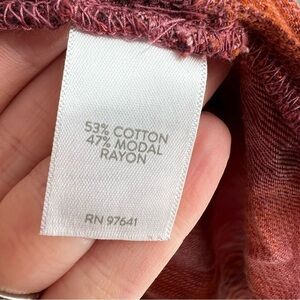 53% COTTON
47% MODAL
RAYON
RN 97641